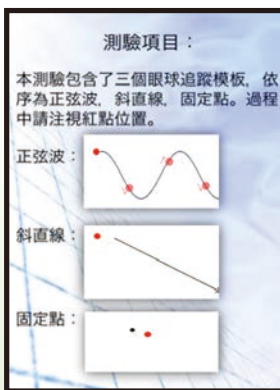 測驗項目：
本測驗包含了三個眼球追蹤模板，依
序為正弦波，斜直線，固定點。過程
中請注視紅點位置。
正弦波：
斜直線：
固定點：